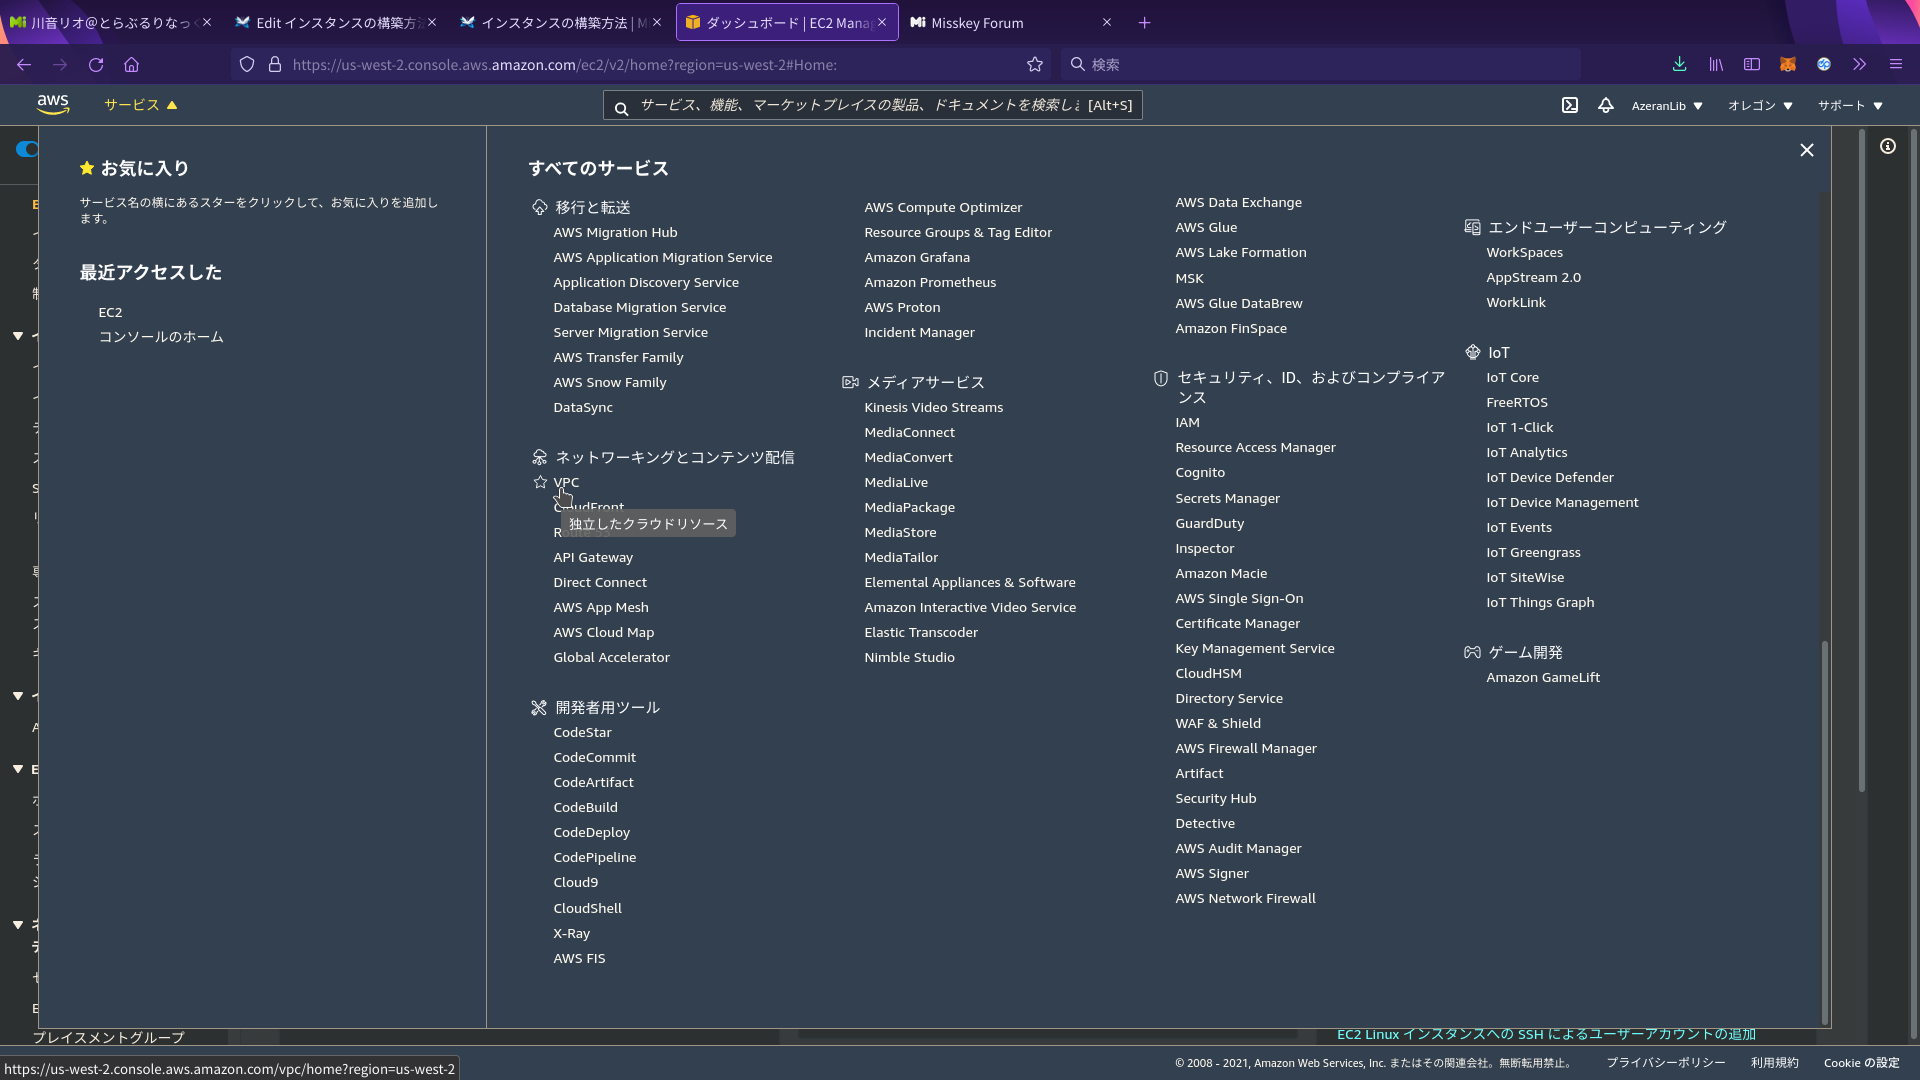 川音リオ@とらぶるりなっ
Edit インスタンスの構築方
インスタンスの構築方法 | M
ダッシュボード | EC2 Mana
Misskey Forum
https://us-west-2.console.aws.amazon.com/ec2/v2/home?region=us-west-2#Home:
検索
aws
サービス
サービス、機能、マーケットプレイスの製品、ドキュメントを検索しま
[Alt+S]
AzeranLib
オレゴン
サポート
お気に入り
サービス名の横にあるスターをクリックして、お気に入りを追加し
ます。
最近アクセスした
EC2
コンソールのホーム
すべてのサービス
移行と転送
AWS Migration Hub
AWS Application Migration Service
Application Discovery Service
Database Migration Service
Server Migration Service
AWS Transfer Family
AWS Snow Family
DataSync
ネットワーキングとコンテンツ配信
VPC
CloudFront
独立したクラウドリソース
API Gateway
Direct Connect
AWS App Mesh
AWS Cloud Map
Global Accelerator
開発者用ツール
CodeStar
CodeCommit
CodeArtifact
CodeBuild
CodeDeploy
CodePipeline
Cloud9
CloudShell
X-Ray
AWS FIS
AWS Compute Optimizer
Resource Groups & Tag Editor
Amazon Grafana
Amazon Prometheus
AWS Proton
Incident Manager
メディアサービス
Kinesis Video Streams
MediaConnect
MediaConvert
MediaLive
MediaPackage
MediaStore
MediaTailor
Elemental Appliances & Software
Amazon Interactive Video Service
Elastic Transcoder
Nimble Studio
AWS Data Exchange
AWS Glue
AWS Lake Formation
MSK
AWS Glue DataBrew
Amazon FinSpace
セキュリティ、ID、およびコンプライア
ンス
IAM
Resource Access Manager
Cognito
Secrets Manager
GuardDuty
Inspector
Amazon Macie
AWS Single Sign-On
Certificate Manager
Key Management Service
CloudHSM
Directory Service
WAF & Shield
AWS Firewall Manager
Artifact
Security Hub
Detective
AWS Audit Manager
AWS Signer
AWS Network Firewall
エンドユーザーコンピューティング
WorkSpaces
AppStream 2.0
WorkLink
IoT
IoT Core
FreeRTOS
IoT 1-Click
IoT Analytics
IoT Device Defender
IoT Device Management
IoT Events
IoT Greengrass
IoT SiteWise
IoT Things Graph
ゲーム開発
Amazon GameLift
プレイスメントグループ
EC2 Linux インスタンスへの SSH によるユーザーアカウントの追加
https://us-west-2.console.aws.amazon.com/vpc/home?region=us-west-2
© 2008 - 2021, Amazon Web Services, Inc. またはその関連会社。無断転用禁止。
プライバシーポリシー
利用規約
Cookie の設定